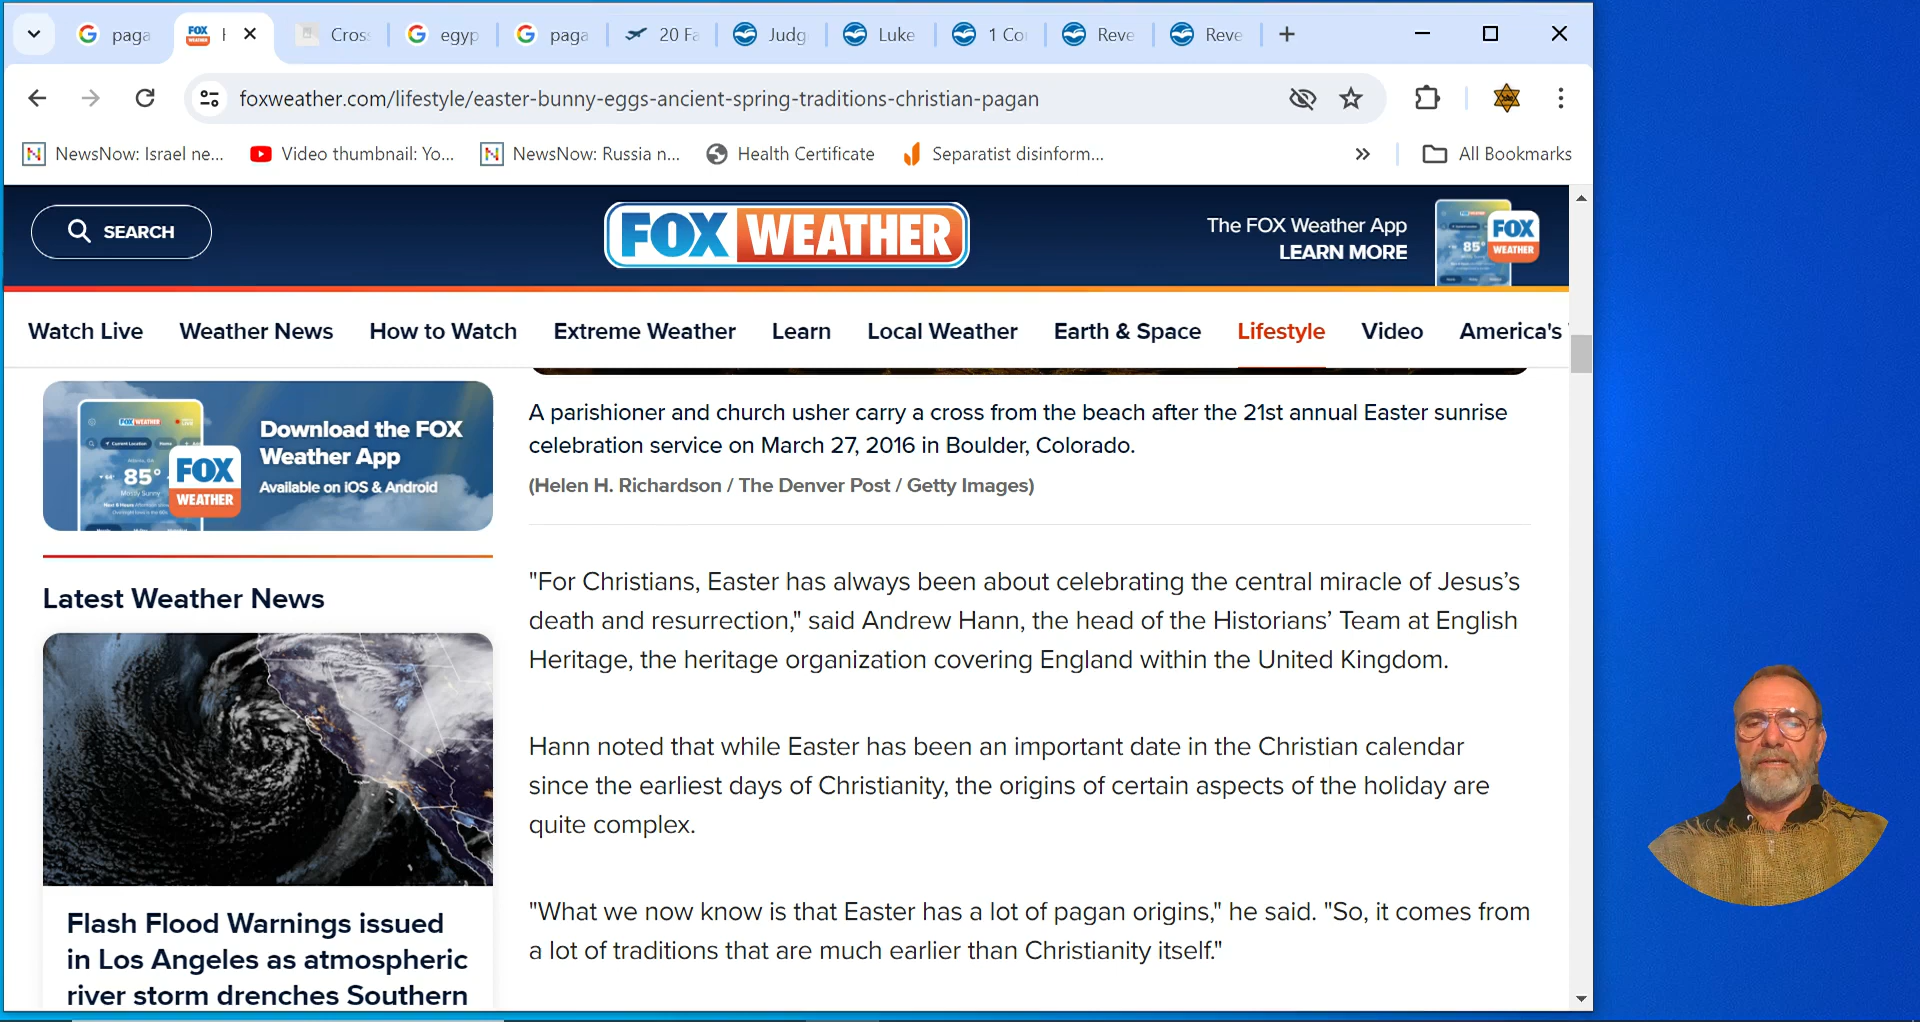 paga
Cross
egyp
paga
20 Fa
Judg
Luke
1 Co
Reve
Reve
foxweather.com/lifestyle/easter-bunny-eggs-ancient-spring-traditions-christian-pagan
NewsNow: Israel ne...
Video thumbnail: Yo...
NewsNow: Russia n...
Health Certificate
Separatist disinform...
All Bookmarks
SEARCH
FOX WEATHER
The FOX Weather App
LEARN MORE
85°
FOX
WEATHER
Watch Live
Weather News
How to Watch
Extreme Weather
Learn
Local Weather
Earth & Space
Lifestyle
Video
America's
Download the FOX
Weather App
Available on iOS & Android
FOX WEATHER
85°
FOX
WEATHER
A parishioner and church usher carry a cross from the beach after the 21st annual Easter sunrise
celebration service on March 27, 2016 in Boulder, Colorado.
(Helen H. Richardson / The Denver Post / Getty Images)
Latest Weather News
Flash Flood Warnings issued
in Los Angeles as atmospheric
river storm drenches Southern
"For Christians, Easter has always been about celebrating the central miracle of Jesus’s
death and resurrection," said Andrew Hann, the head of the Historians’ Team at English
Heritage, the heritage organization covering England within the United Kingdom.
Hann noted that while Easter has been an important date in the Christian calendar
since the earliest days of Christianity, the origins of certain aspects of the holiday are
quite complex.
"What we now know is that Easter has a lot of pagan origins," he said. "So, it comes from
a lot of traditions that are much earlier than Christianity itself."